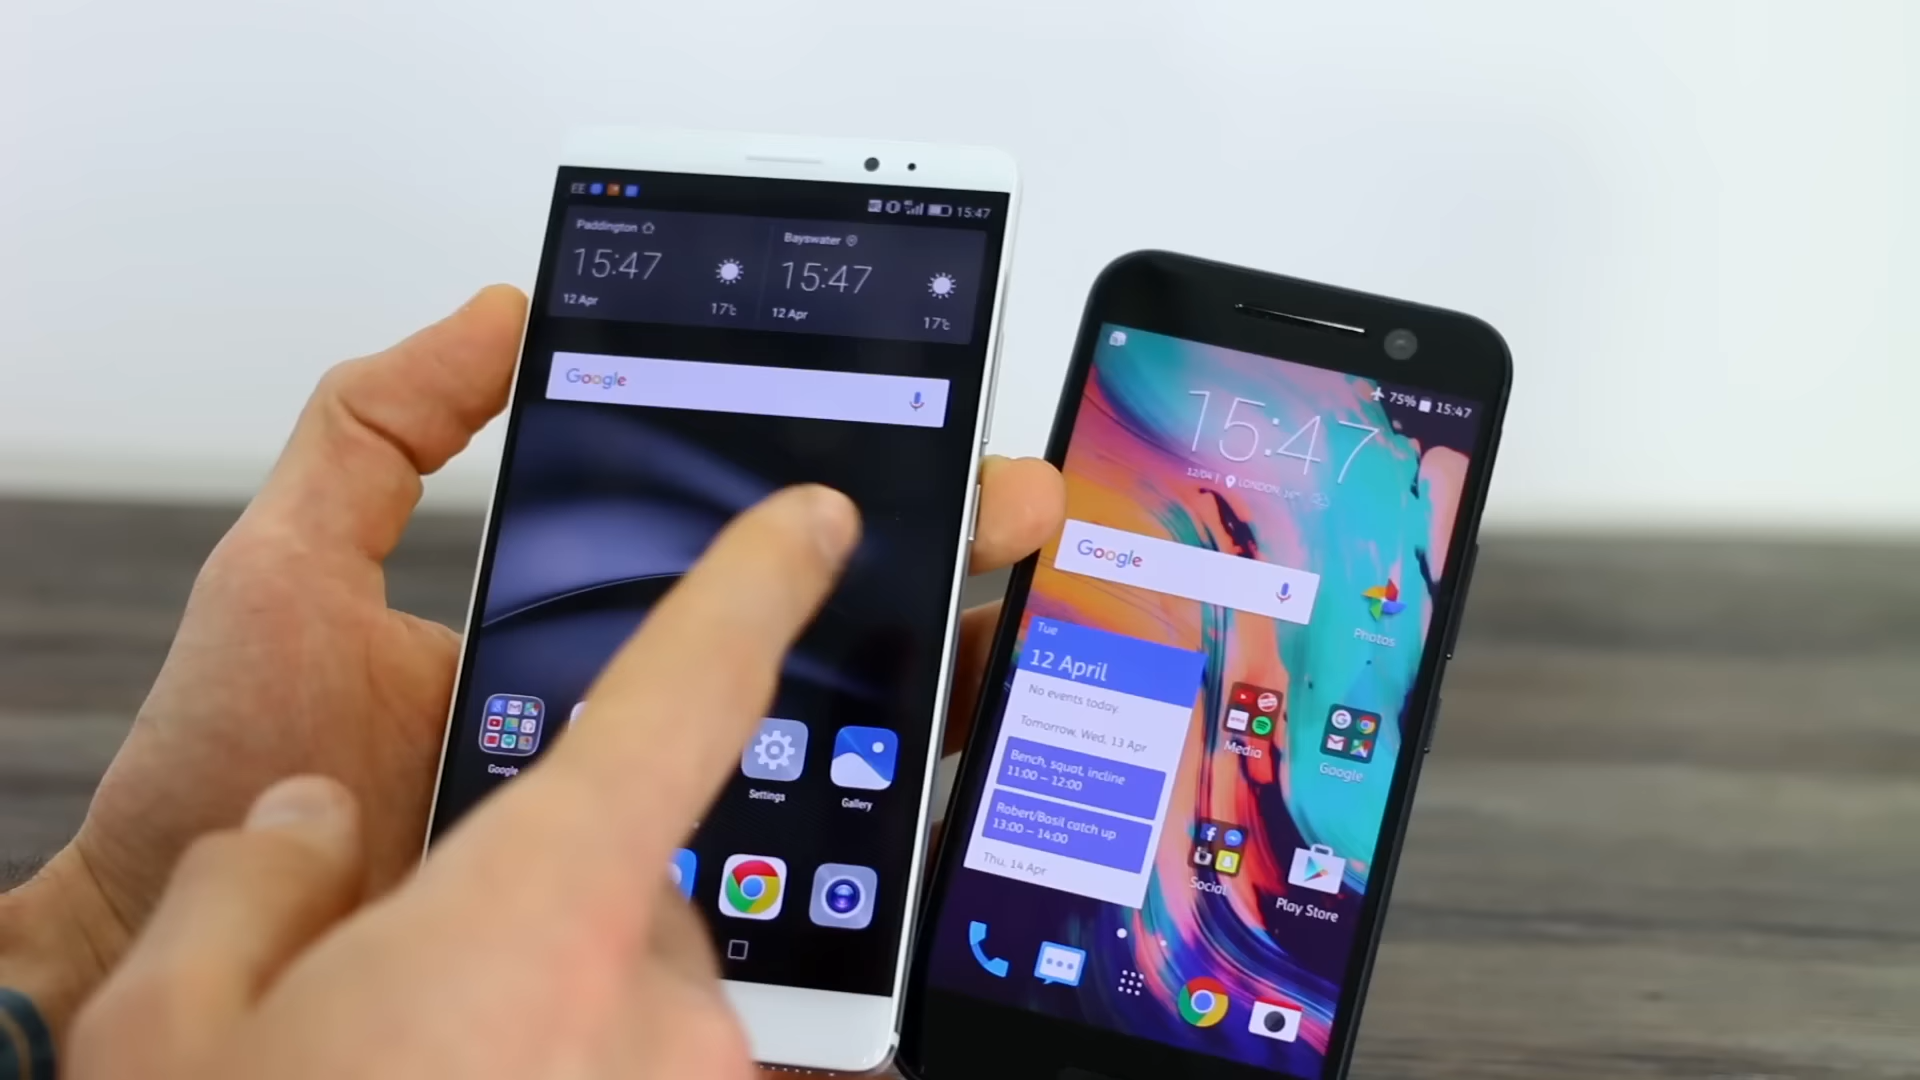 EE
15:47
Paddington
15:47
12 Apr
17℃
Bayswater
15:47
12 Apr
17℃
Google
Google
Settings
Gallery
75% 15:47
15:47
12/04 | LONDON,
Google
Photos
Tue
12 April
No events today.
Tomorrow, Wed, 13 Apr
Bench, squat, incline
11:00 – 12:00
Robert/Basil catch up
13:00 – 14:00
Thu, 14 Apr
Media
Google
Social
Play Store